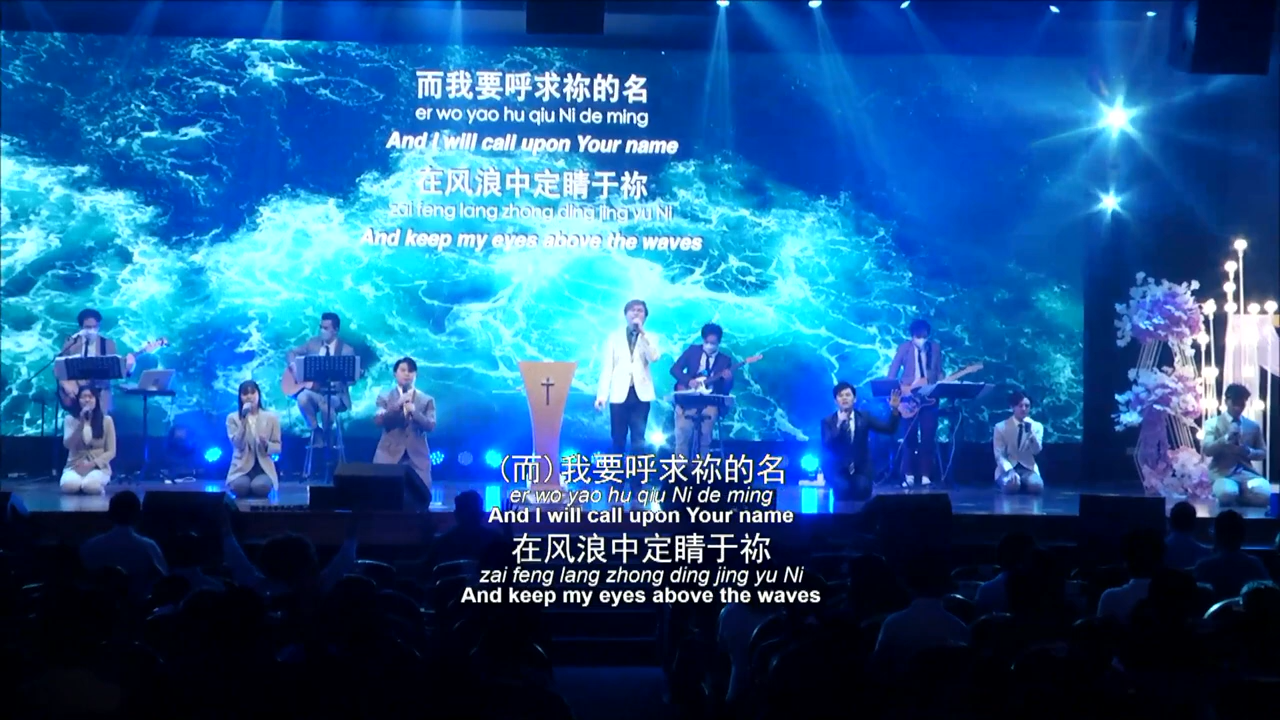 而我要呼求祢的名
er wo yao hu qiu Ni de ming
And I will call upon Your name
在风浪中定睛于祢
zai feng lang zhong ding jing yu Ni
And keep my eyes above the waves
(而) 我要呼求祢的名
er wo yao hu qiu Ni de ming
And I will call upon Your name
在风浪中定睛于祢
zai feng lang zhong ding jing yu Ni
And keep my eyes above the waves